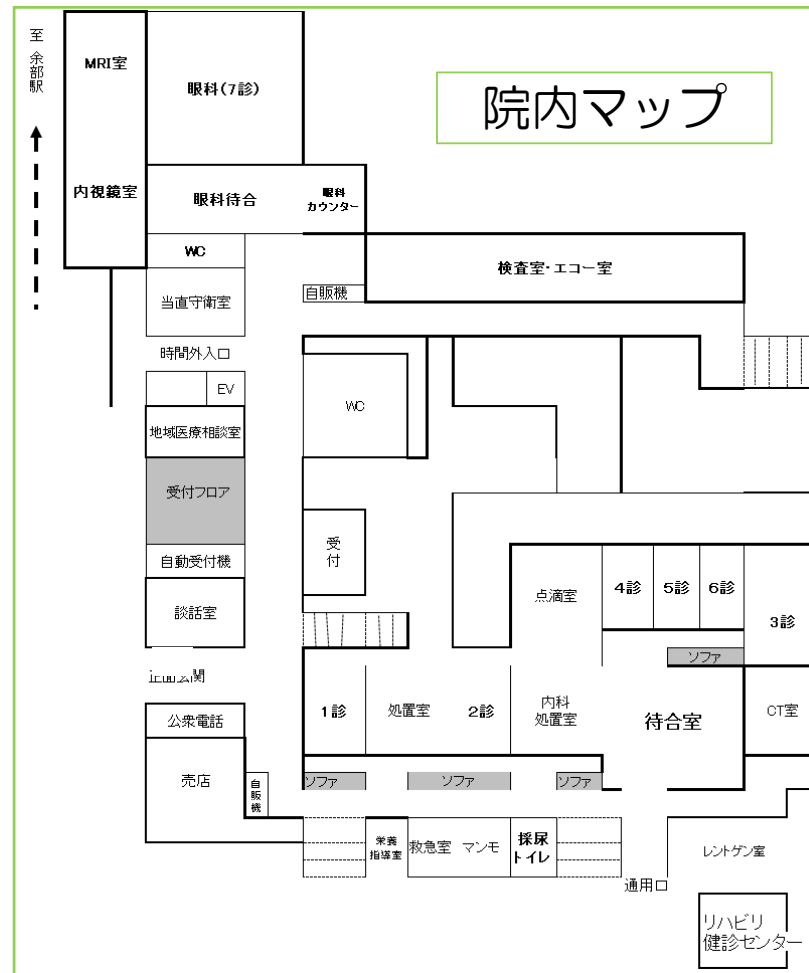 院内マップ
至 余部駅
MRI室
眼科(7診)
内視鏡室
眼科待合
眼科
カウンター
WC
検査室・エコー室
自販機
当直守衛室
時間外入口
EV
WC
地域医療相談室
受付フロア
受付
自動受付機
談話室
点滴室
4診
5診
6診
3診
ソファ
1診
処置室
2診
内科
処置室
待合室
CT室
公衆電話
売店
自販機
ソファ
ソファ
ソファ
栄養
指導室
救急室
マンモ
採尿
トイレ
レントゲン室
通用口
リハビリ
健診センター